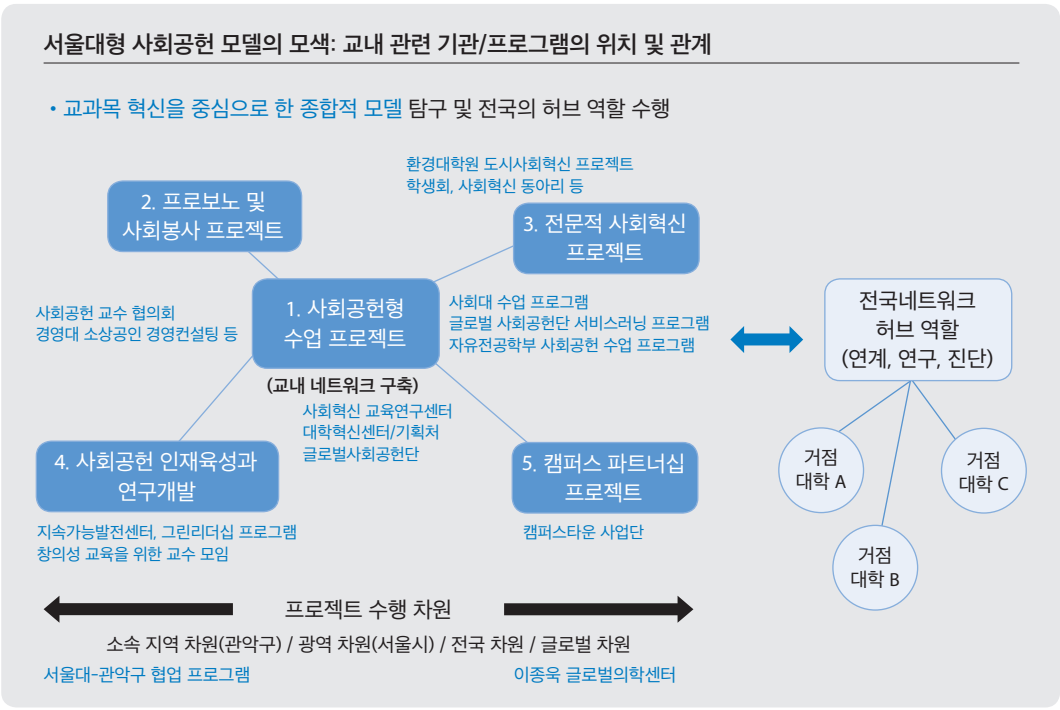 서울대형 사회공헌 모델의 모색: 교내 관련 기관/프로그램의 위치 및 관계
• 교과목 혁신을 중심으로 한 종합적 모델 탐구 및 전국의 허브 역할 수행
환경대학원 도시사회혁신 프로젝트
학생회, 사회혁신 동아리 등
2. 프로보노 및
사회봉사 프로젝트
3. 전문적 사회혁신
프로젝트
사회공헌 교수 협의회
경영대 소상공인 경영컨설팅 등
1. 사회공헌형
수업 프로젝트
(교내 네트워크 구축)
사회대 수업 프로그램
글로벌 사회공헌단 서비스러닝 프로그램
자유전공학부 사회공헌 수업 프로그램
사회혁신 교육연구센터
대학혁신센터/기획처
글로벌사회공헌단
4. 사회공헌 인재육성과
연구개발
지속가능발전센터, 그린리더십 프로그램
창의성 교육을 위한 교수 모임
5. 캠퍼스 파트너십
프로젝트
캠퍼스타운 사업단
전국네트워크
허브 역할
(연계, 연구, 진단)
거점
대학 A
거점
대학 B
거점
대학 C
프로젝트 수행 차원
소속 지역 차원(관악구) / 광역 차원(서울시) / 전국 차원 / 글로벌 차원
서울대-관악구 협업 프로그램
이종욱 글로벌의학센터